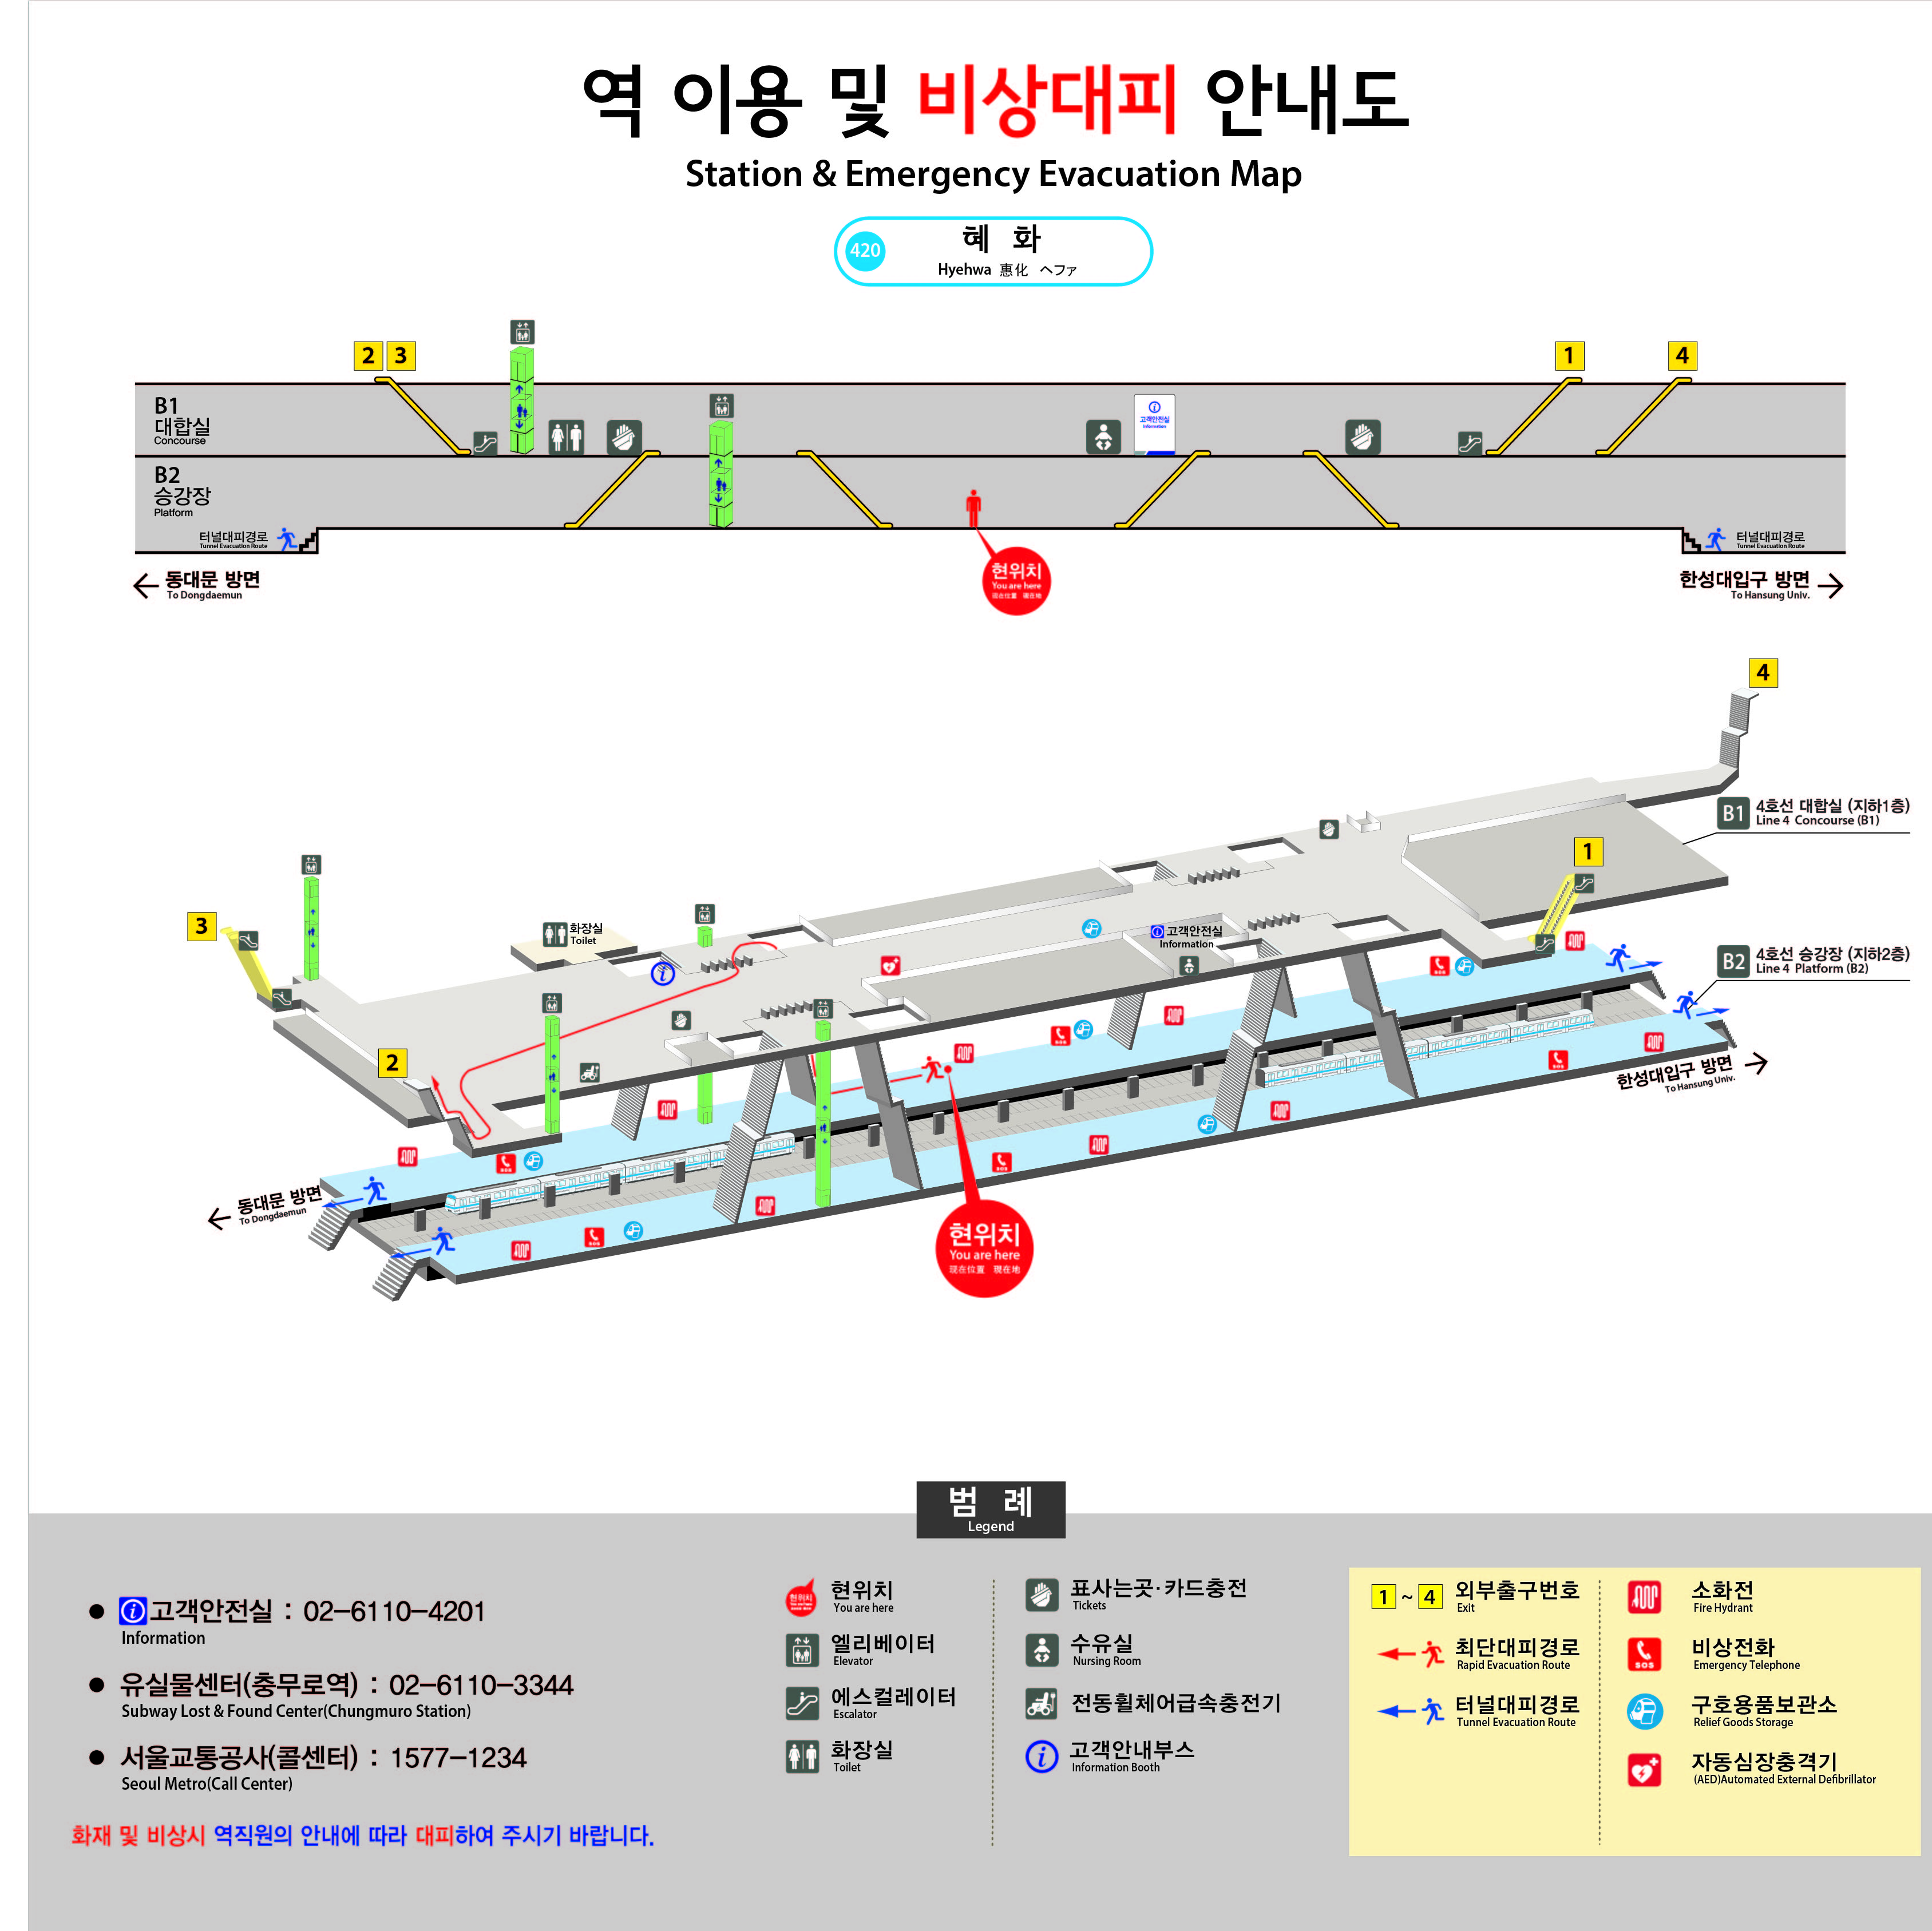 역 이용 및 비상대피 안내도
Station & Emergency Evacuation Map
420
혜 화
Hyehwa 惠化 ヘファ
2 3
1
4
B1
대합실
Concourse
고객안전실
Information
B2
승강장
Platform
터널대피경로
Tunnel Evacuation Route
터널대피경로
Tunnel Evacuation Route
동대문 방면
To Dongdaemun
현위치
You are here
现在位置 現在地
한성대입구 방면
To Hansung Univ.
4
B1
4호선 대합실 (지하1층)
Line 4 Concourse (B1)
1
3
화장실
Toilet
고객안전실
Information
B2
4호선 승강장 (지하2층)
Line 4 Platform (B2)
2
SOS
SOS
SOS
SOS
SOS
SOS
한성대입구 방면
To Hansung Univ.
동대문 방면
To Dongdaemun
현위치
You are here
现在位置 現在地
범 례
Legend
● 고객안전실 : 02-6110-4201
Information
● 유실물센터(충무로역) : 02-6110-3344
Subway Lost & Found Center(Chungmuro Station)
● 서울교통공사(콜센터) : 1577-1234
Seoul Metro(Call Center)
화재 및 비상시 역직원의 안내에 따라 대피하여 주시기 바랍니다.
현위치
You are here
엘리베이터
Elevator
에스컬레이터
Escalator
화장실
Toilet
표사는곳·카드충전
Tickets
수유실
Nursing Room
전동휠체어급속충전기
고객안내부스
Information Booth
1 ~ 4 외부출구번호
Exit
최단대피경로
Rapid Evacuation Route
터널대피경로
Tunnel Evacuation Route
소화전
Fire Hydrant
SOS
비상전화
Emergency Telephone
구호용품보관소
Relief Goods Storage
자동심장충격기
(AED)Automated External Defibrillator